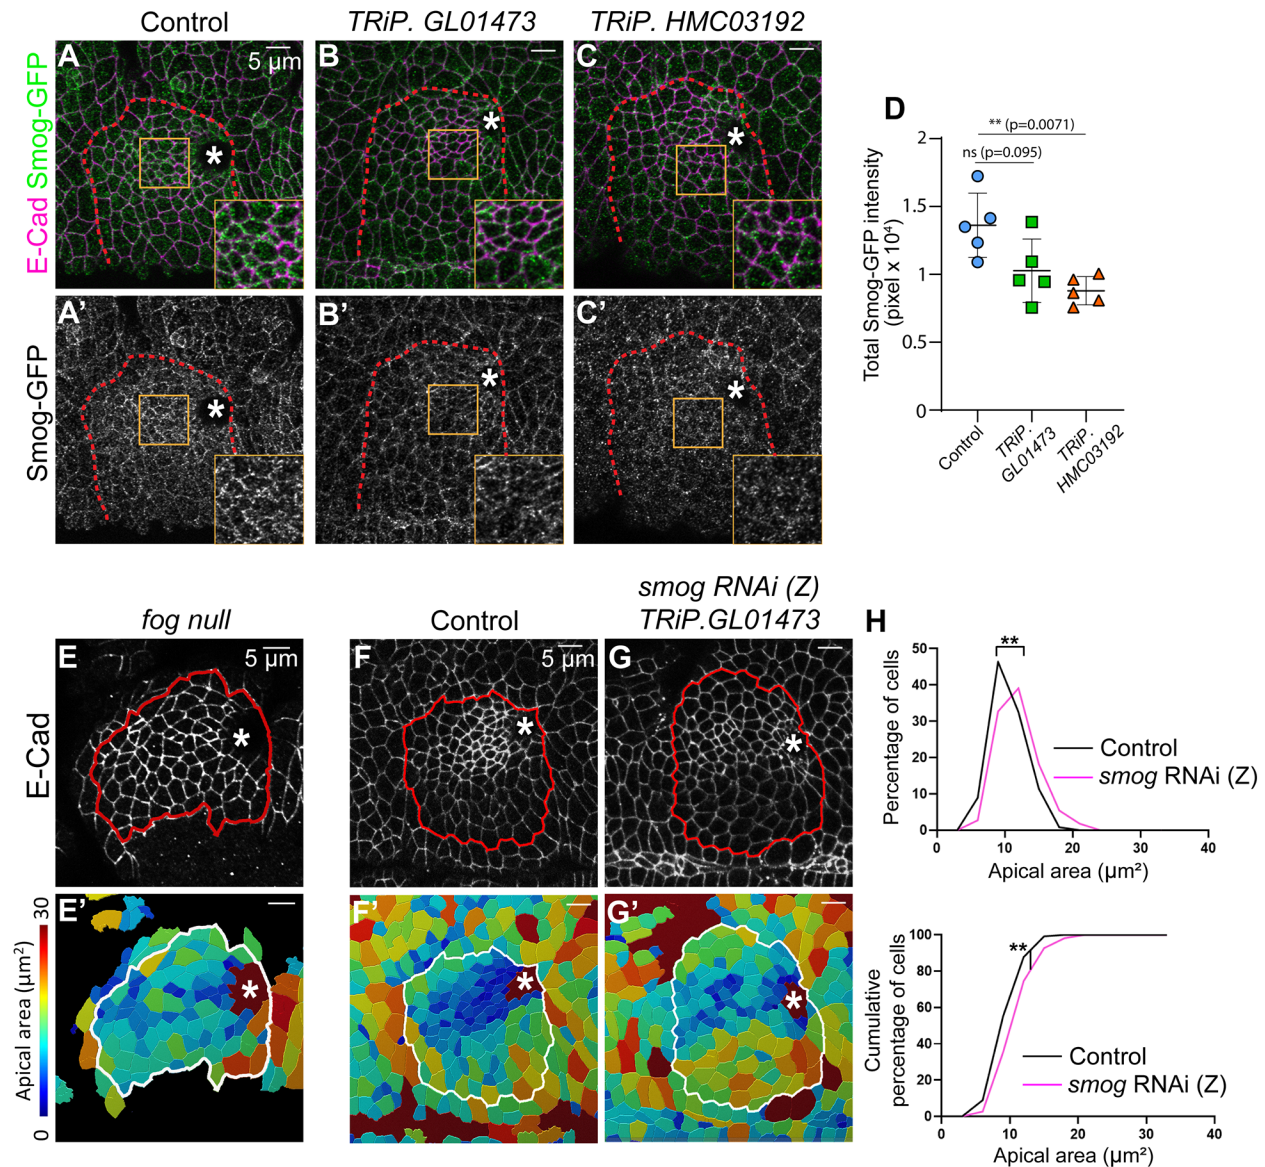 Control
TRiP. GL01473
TRiP. HMC03192
E-Cad Smog-GFP
A
5 µm
B
C
Smog-GFP
A'
B'
C'
*
*
*
*
*
*
D
** (p=0.0071)
ns (p=0.095)
Total Smog-GFP intensity
(pixel x 10⁴)
2
1.5
1
0.5
0
Control
TRiP.
GL01473
TRiP.
HMC03192
fog null
Control
smog RNAi (Z)
TRiP.GL01473
E-Cad
E
5 µm
F
5 µm
G
*
*
*
Apical area (µm²)
30
0
E'
F'
G'
*
*
*
H
**
Percentage of cells
50
40
30
20
10
0
Control
smog RNAi (Z)
0 10 20 30 40
Apical area (µm²)
**
Cumulative
percentage of cells
100
80
60
40
20
0
Control
smog RNAi (Z)
0 10 20 30 40
Apical area (µm²)